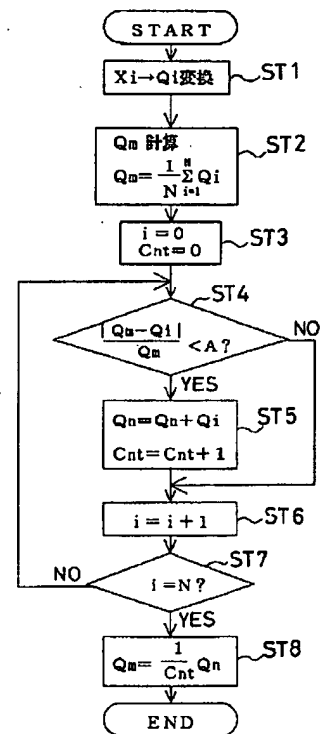 START
Xi→Qi変換
ST1
Qm 計算
Qm= 1/N Σ i=1 N Qi
ST2
i=0
Cnt=0
ST3
ST4
|Qm-Qi|/Qm <A?
NO
YES
Qn=Qn+Qi
Cnt=Cnt+1
ST5
i=i+1
ST6
ST7
NO
i=N?
YES
Qm= 1/Cnt Qn
ST8
END